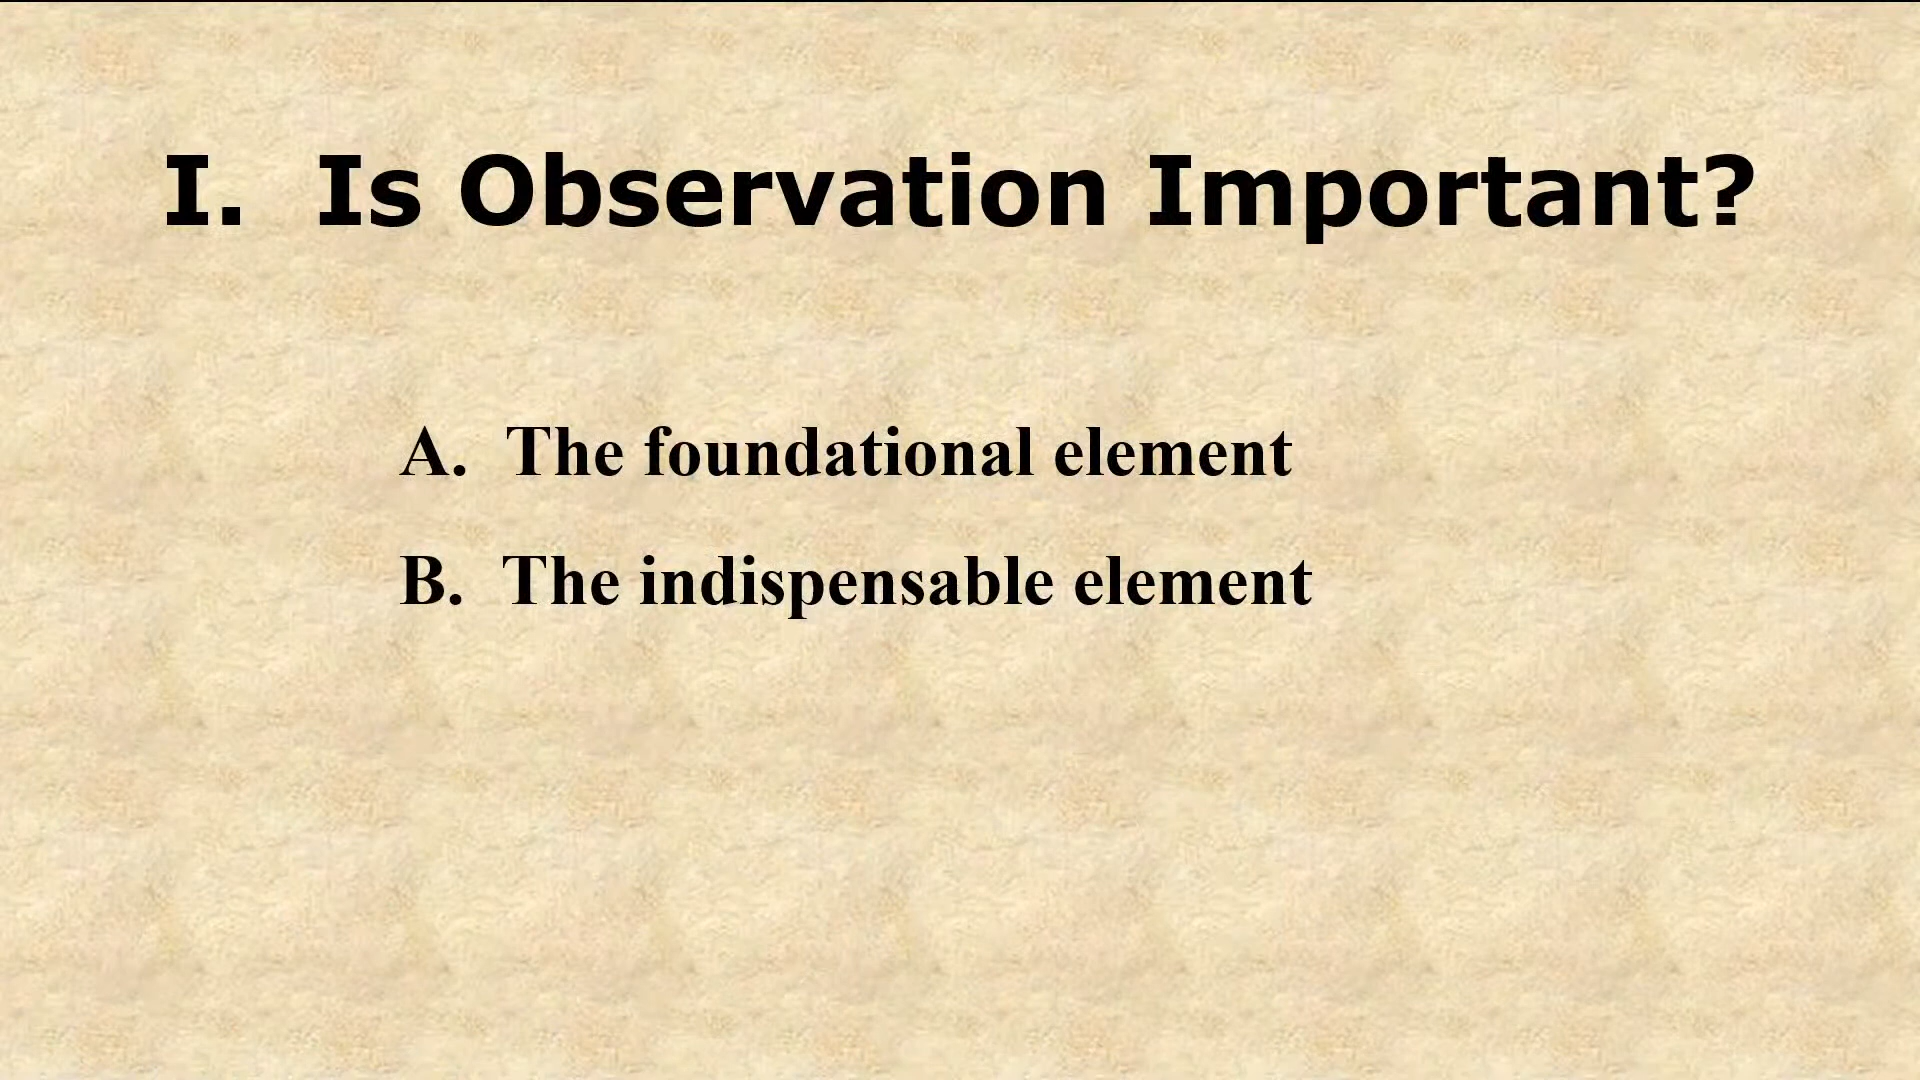 I. Is Observation Important?
A. The foundational element
B. The indispensable element